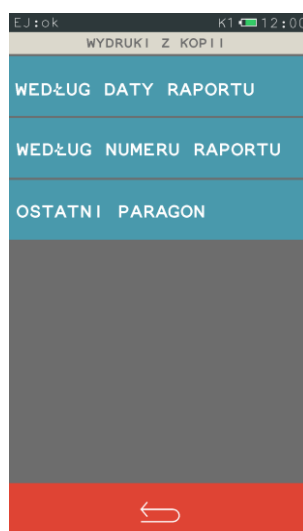 EJ:ok K1 12:00
WYDRUKI Z KOPII
WEDŁUG DATY RAPORTU
WEDŁUG NUMERU RAPORTU
OSTATNI PARAGON